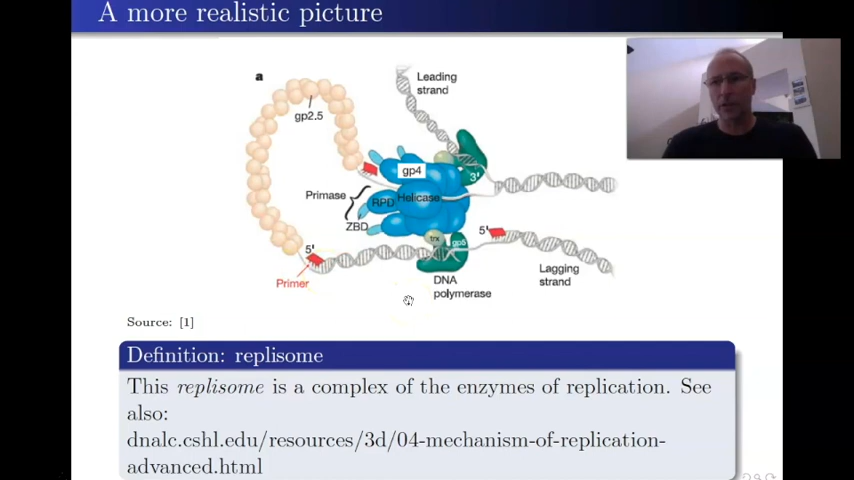 A more realistic picture
a
Leading
strand
gp2.5
gp4
3'
Primase
RPD
Helicase
ZBD
5'
trx
gp5
5'
Primer
DNA
polymerase
Lagging
strand
Source: [1]
Definition: replisome
This replisome is a complex of the enzymes of replication. See
also:
dnalc.cshl.edu/resources/3d/04-mechanism-of-replication-
advanced.html